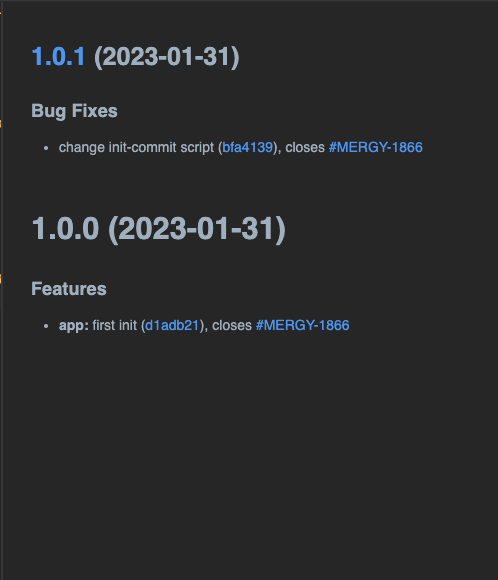 1.0.1 (2023-01-31)
Bug Fixes
• change init-commit script (bfa4139), closes #MERGY-1866
1.0.0 (2023-01-31)
Features
• app: first init (d1adb21), closes #MERGY-1866